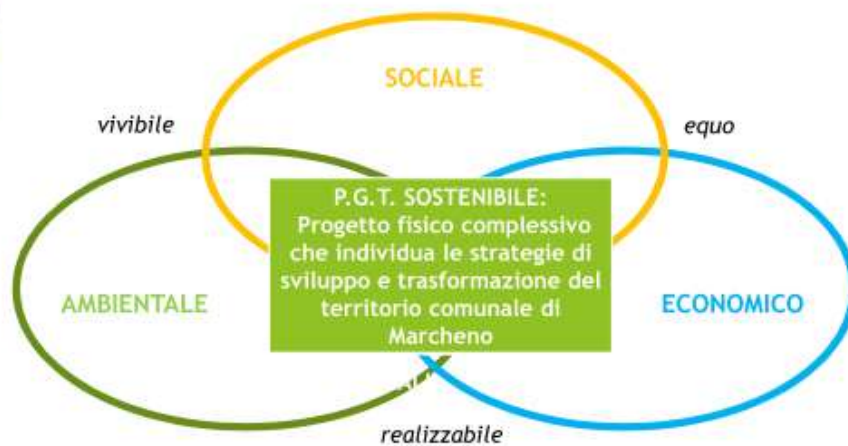 SOCIALE
vivibile
equo
P.G.T. SOSTENIBILE:
Progetto fisico complessivo
che individua le strategie di
sviluppo e trasformazione del
territorio comunale di
Marcheno
AMBIENTALE
ECONOMICO
realizzabile